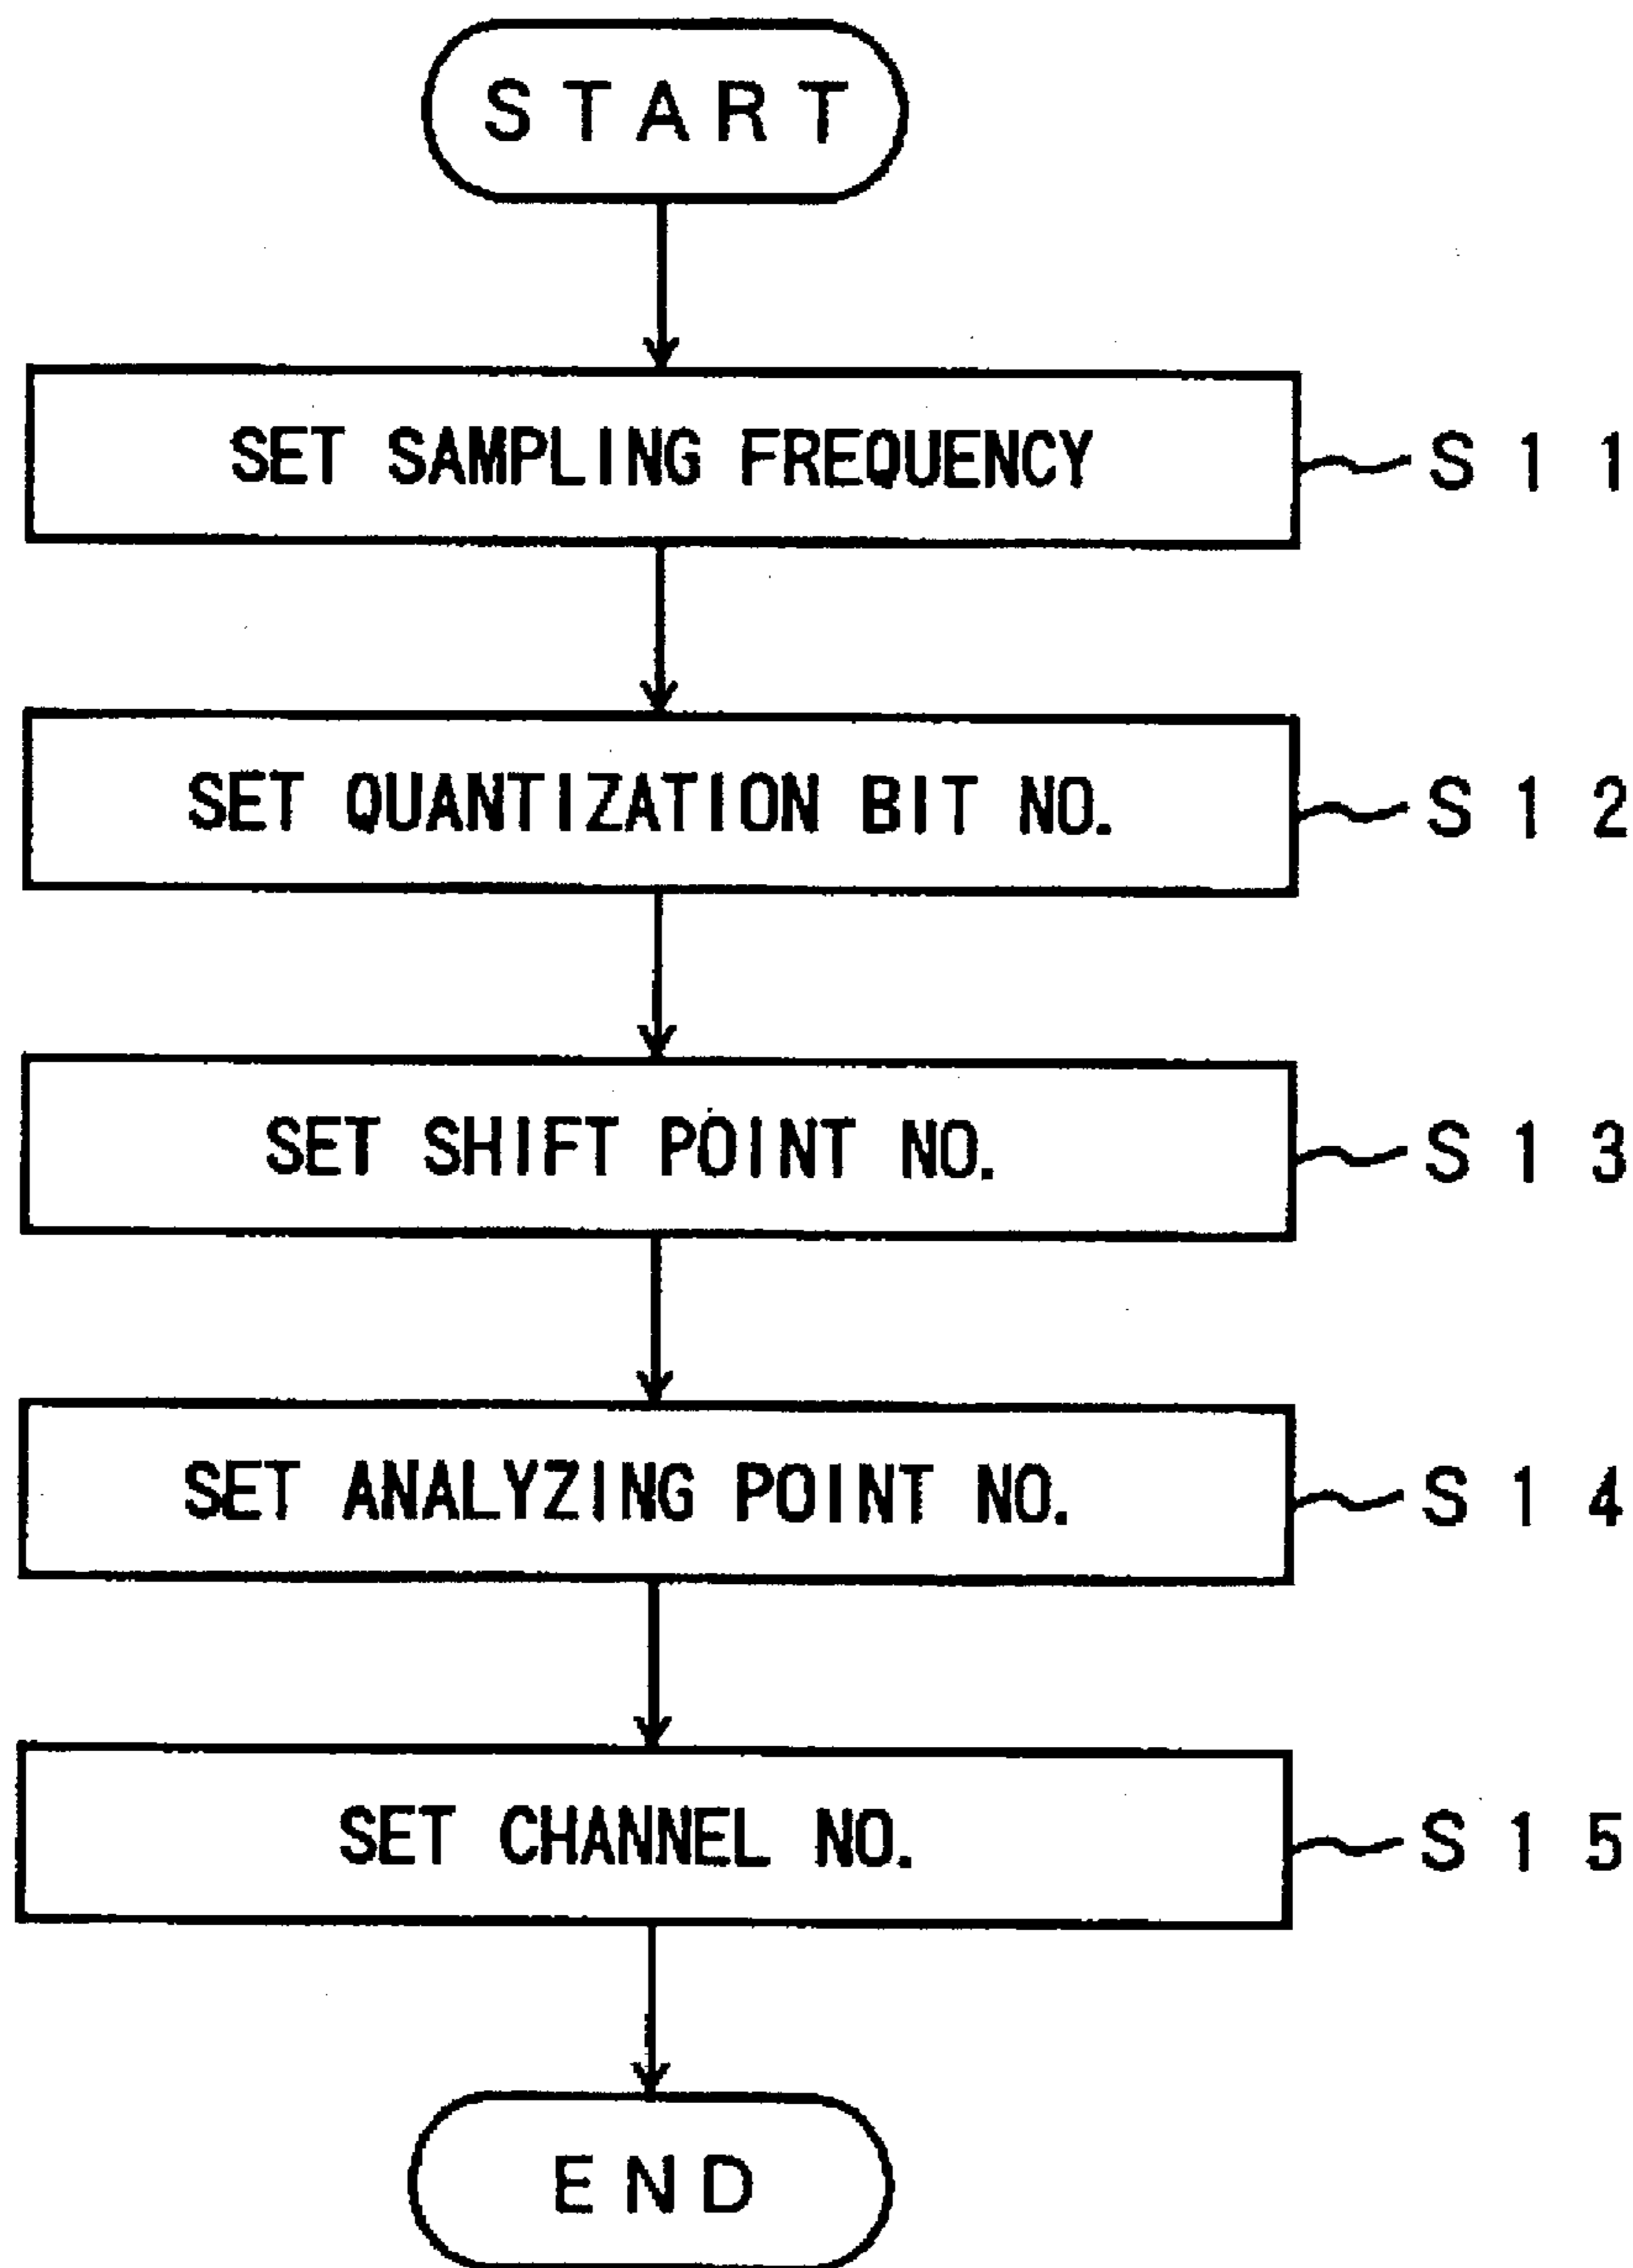 START
SET SAMPLING FREQUENCY
S11
SET QUANTIZATION BIT NO.
S12
SET SHIFT POINT NO.
S13
SET ANALYZING POINT NO.
S14
SET CHANNEL NO.
S15
END